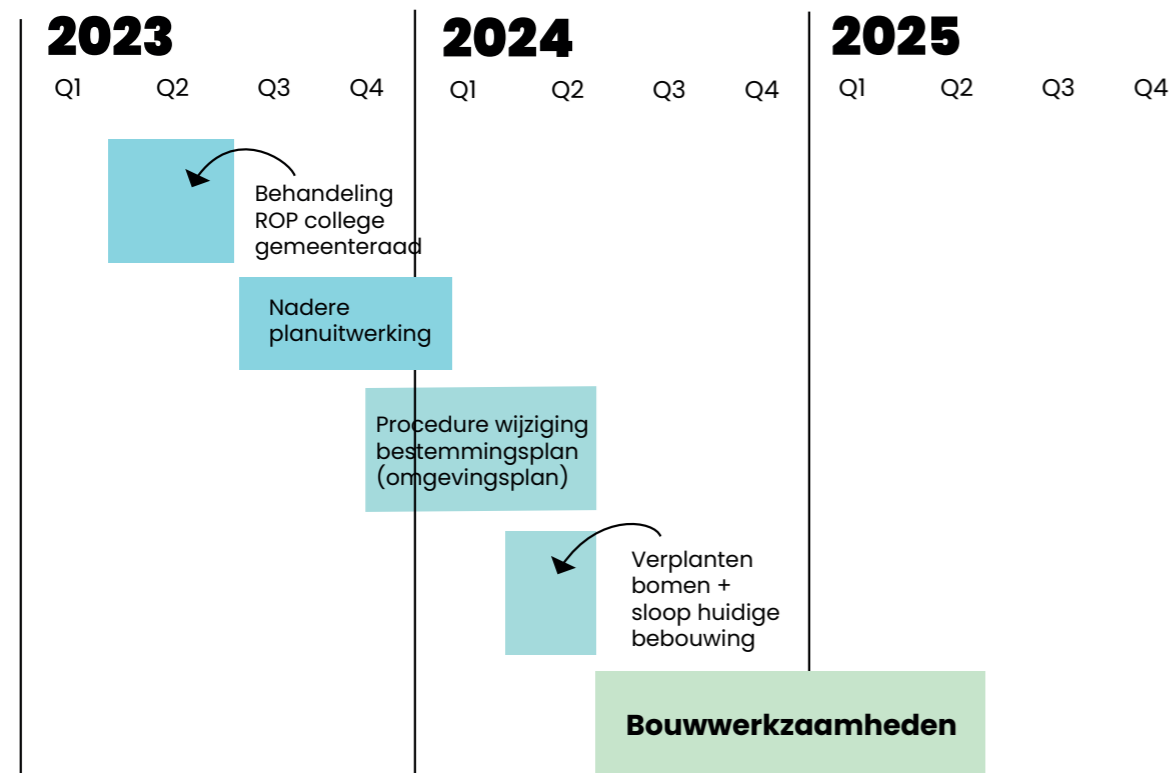 2023 2024 2025
Q1 Q2 Q3 Q4 Q1 Q2 Q3 Q4 Q1 Q2 Q3 Q4
Behandeling
ROP college
gemeenteraad
Nadere
planuitwerking
Procedure wijziging
bestemmingsplan
(omgevingsplan)
Verplanten
bomen +
sloop huidige
bebouwing
Bouwwerkzaamheden